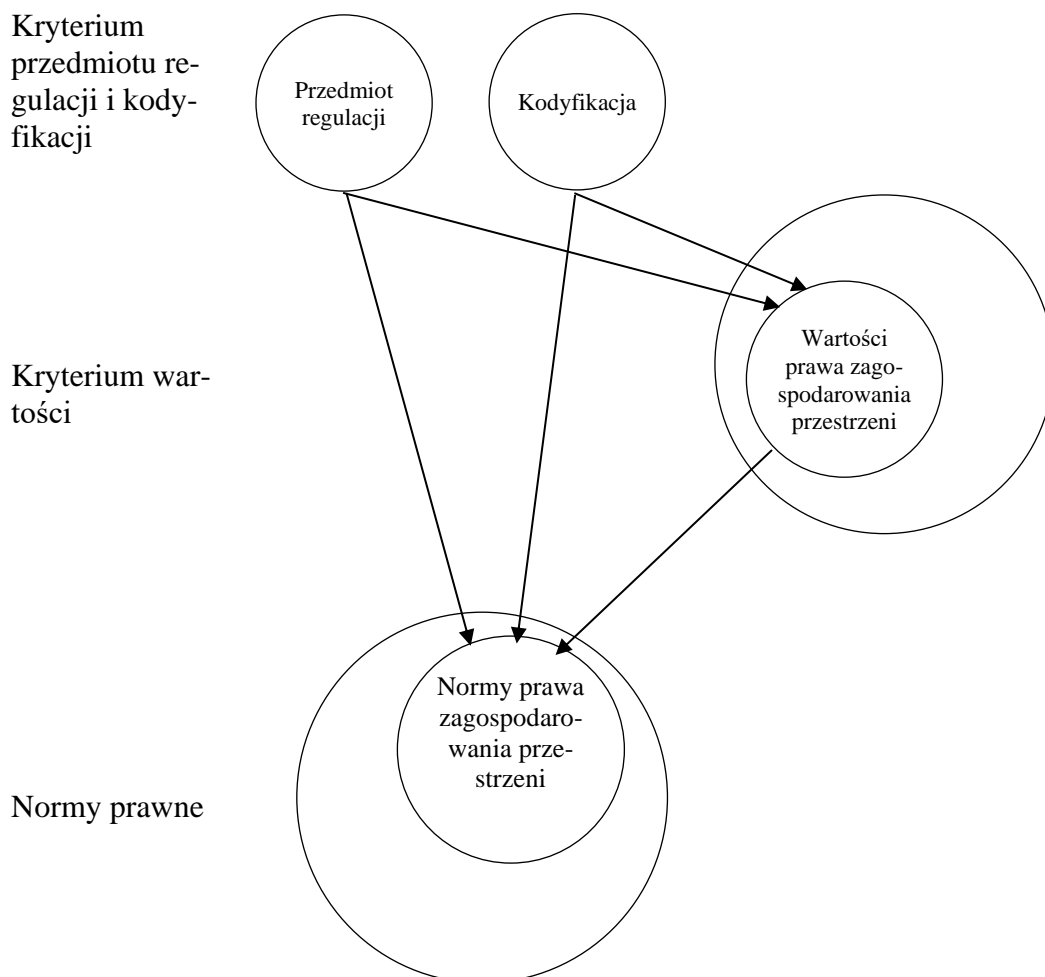 Kryterium
przedmiotu re-
gulacji i kody-
fikacji
Przedmiot
regulacji
Kodyfikacja
Kryterium war-
tości
Wartości
prawa zago-
spodarowania
przestrzeni
Normy prawne
Normy prawa
zagospodaro-
wania prze-
strzeni